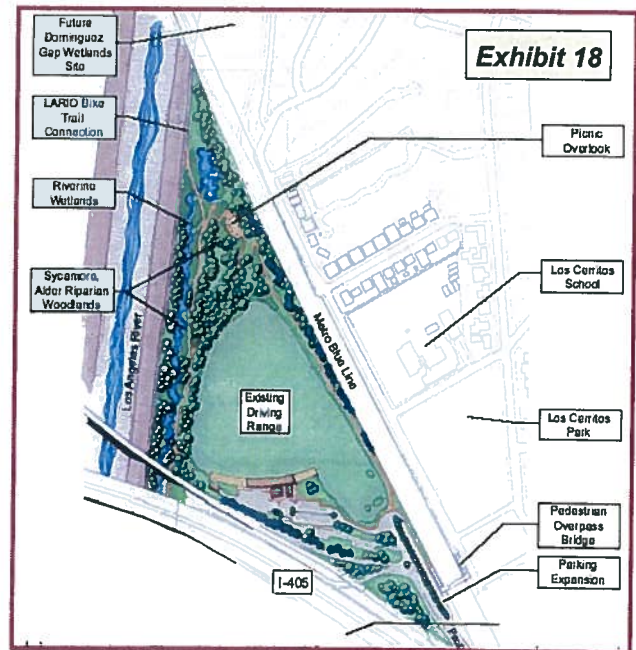 Future
Dominguez
Gap Wetlands
Site
Exhibit 18
LARIO Bike
Trail
Connection
Picnic
Overlook
Riverine
Wetlands
Sycamore,
Alder Riparian
Woodlands
Los Cerritos
School
Los Angeles River
Metro Blue Line
Existing
Driving
Range
Los Cerritos
Park
Pedestrian
Overpass
Bridge
Parking
Expansion
I-405